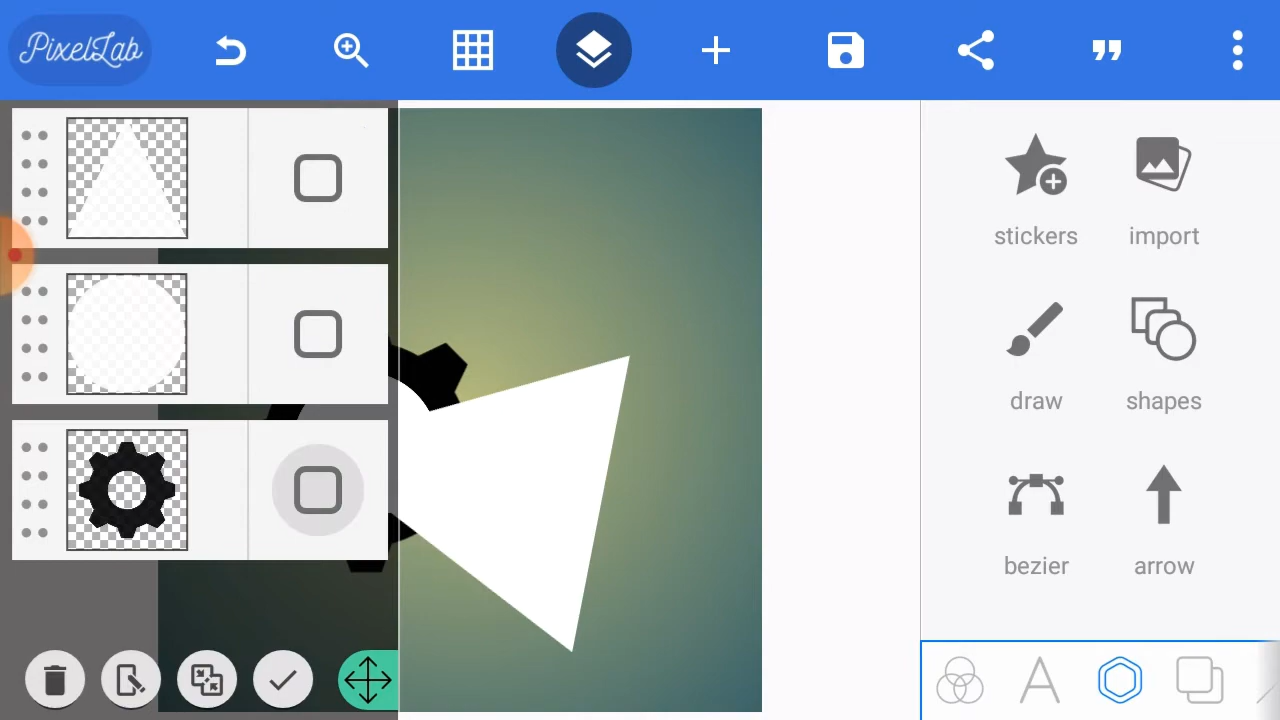 PixelLab
stickers
import
draw
shapes
bezier
arrow